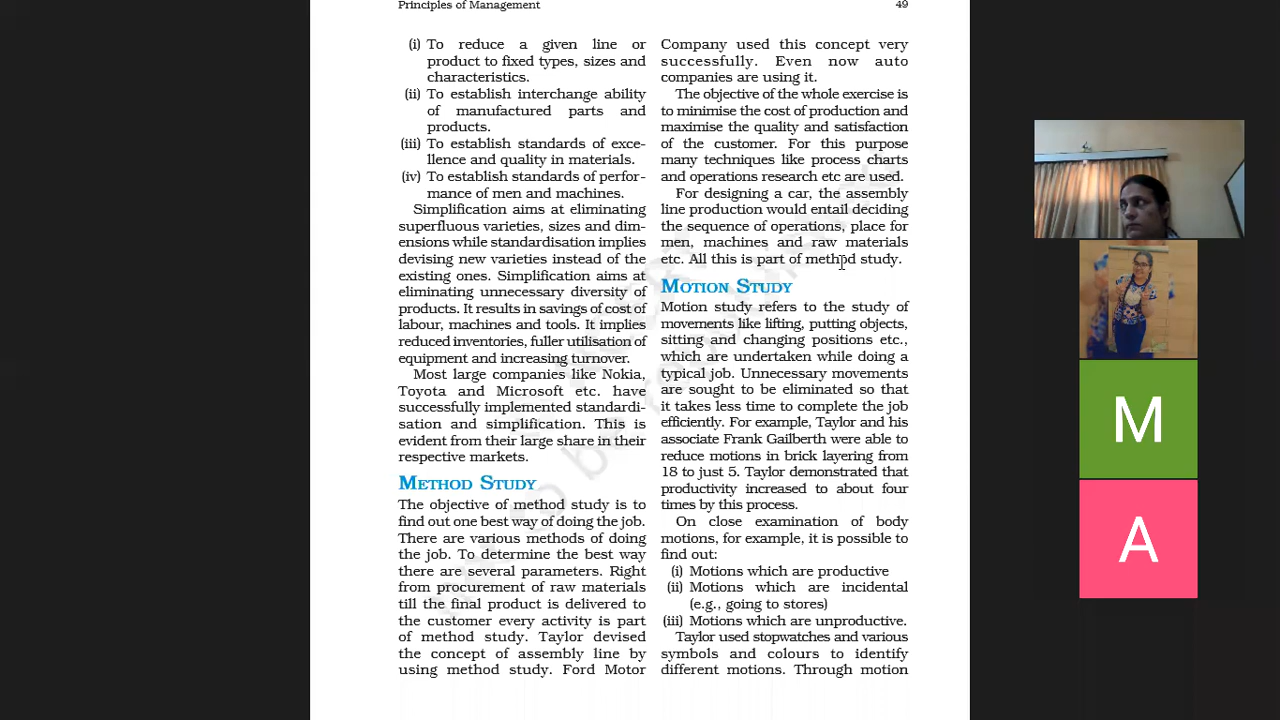 Principles of Management
49
(i) To reduce a given line or
product to fixed types, sizes and
characteristics.
(ii) To establish interchange ability
of manufactured parts and
products.
(iii) To establish standards of exce-
llence and quality in materials.
(iv) To establish standards of perfor-
mance of men and machines.
Simplification aims at eliminating
superfluous varieties, sizes and dim-
ensions while standardisation implies
devising new varieties instead of the
existing ones. Simplification aims at
eliminating unnecessary diversity of
products. It results in savings of cost of
labour, machines and tools. It implies
reduced inventories, fuller utilisation of
equipment and increasing turnover.
Most large companies like Nokia,
Toyota and Microsoft etc. have
successfully implemented standardi-
sation and simplification. This is
evident from their large share in their
respective markets.
METHOD STUDY
The objective of method study is to
find out one best way of doing the job.
There are various methods of doing
the job. To determine the best way
there are several parameters. Right
from procurement of raw materials
till the final product is delivered to
the customer every activity is part
of method study. Taylor devised
the concept of assembly line by
using method study. Ford Motor
Company used this concept very
successfully. Even now auto
companies are using it.
The objective of the whole exercise is
to minimise the cost of production and
maximise the quality and satisfaction
of the customer. For this purpose
many techniques like process charts
and operations research etc are used.
For designing a car, the assembly
line production would entail deciding
the sequence of operations, place for
men, machines and raw materials
etc. All this is part of method study.
MOTION STUDY
Motion study refers to the study of
movements like lifting, putting objects,
sitting and changing positions etc.,
which are undertaken while doing a
typical job. Unnecessary movements
are sought to be eliminated so that
it takes less time to complete the job
efficiently. For example, Taylor and his
associate Frank Gailberth were able to
reduce motions in brick layering from
18 to just 5. Taylor demonstrated that
productivity increased to about four
times by this process.
On close examination of body
motions, for example, it is possible to
find out:
(i) Motions which are productive
(ii) Motions which are incidental
(e.g., going to stores)
(iii) Motions which are unproductive.
Taylor used stopwatches and various
symbols and colours to identify
different motions. Through motion
M
A